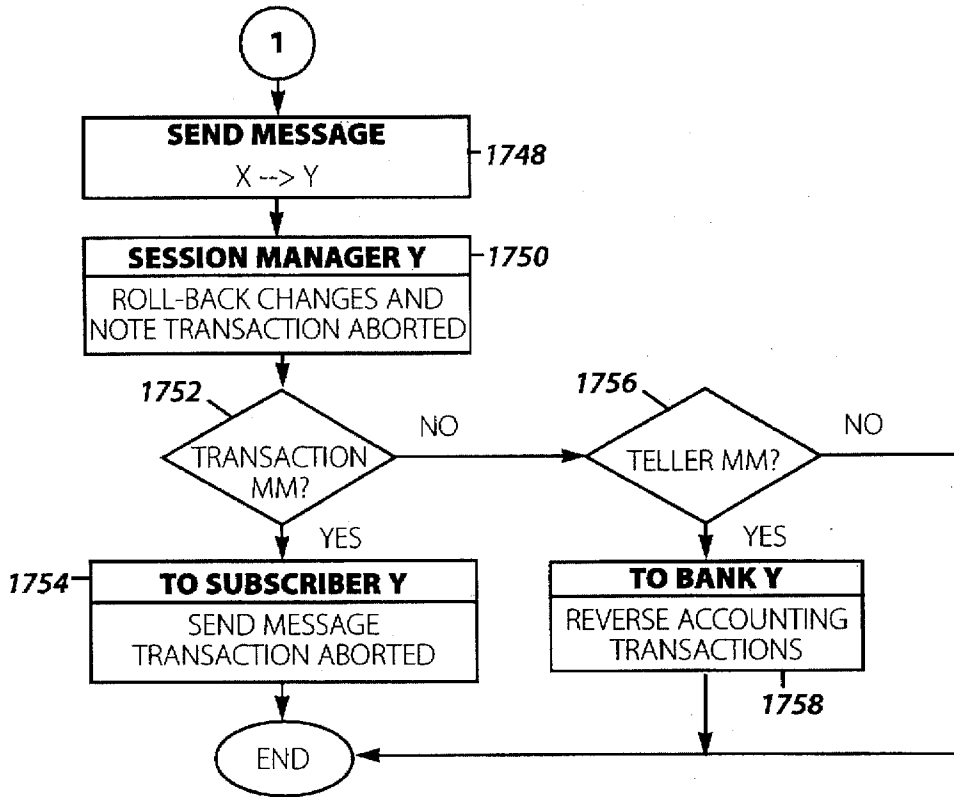 1
SEND MESSAGE
X --> Y
1748
SESSION MANAGER Y
1750
ROLL-BACK CHANGES AND
NOTE TRANSACTION ABORTED
1752
TRANSACTION
MM?
NO
1756
TELLER MM?
NO
YES
YES
1754
TO SUBSCRIBER Y
SEND MESSAGE
TRANSACTION ABORTED
TO BANK Y
REVERSE ACCOUNTING
TRANSACTIONS
1758
END